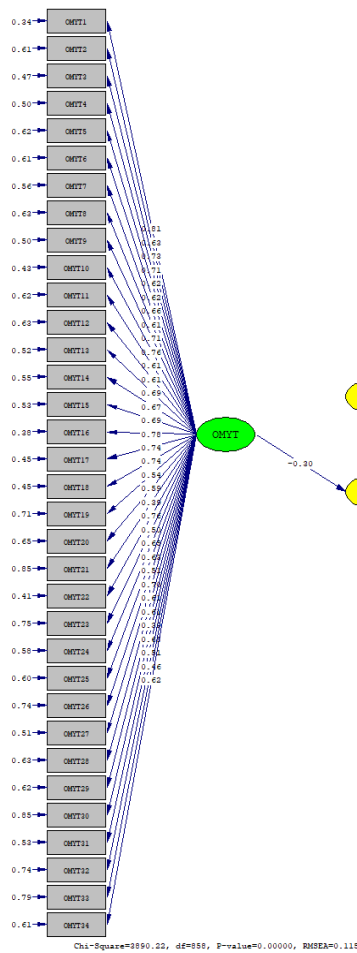 0.34 OMYT1
0.61 OMYT2
0.47 OMYT3
0.50 OMYT4
0.62 OMYT5
0.61 OMYT6
0.56 OMYT7
0.63 OMYT8
0.50 OMYT9
0.43 OMYT10
0.62 OMYT11
0.63 OMYT12
0.52 OMYT13
0.55 OMYT14
0.53 OMYT15
0.38 OMYT16
0.45 OMYT17
0.45 OMYT18
0.71 OMYT19
0.65 OMYT20
0.85 OMYT21
0.41 OMYT22
0.75 OMYT23
0.58 OMYT24
0.60 OMYT25
0.74 OMYT26
0.51 OMYT27
0.63 OMYT28
0.62 OMYT29
0.85 OMYT30
0.53 OMYT31
0.74 OMYT32
0.79 OMYT33
0.61 OMYT34
0.81
0.63
0.73
0.71
0.62
0.62
0.66
0.61
0.71
0.76
0.61
0.61
0.69
0.67
0.69
0.78
0.74
0.74
0.54
0.59
0.39
0.76
0.50
0.65
0.63
0.51
0.70
0.61
0.39
0.51
0.46
0.62
OMYT
-0.30
Chi-Square=3890.22, df=858, P-value=0.00000, RMSEA=0.115